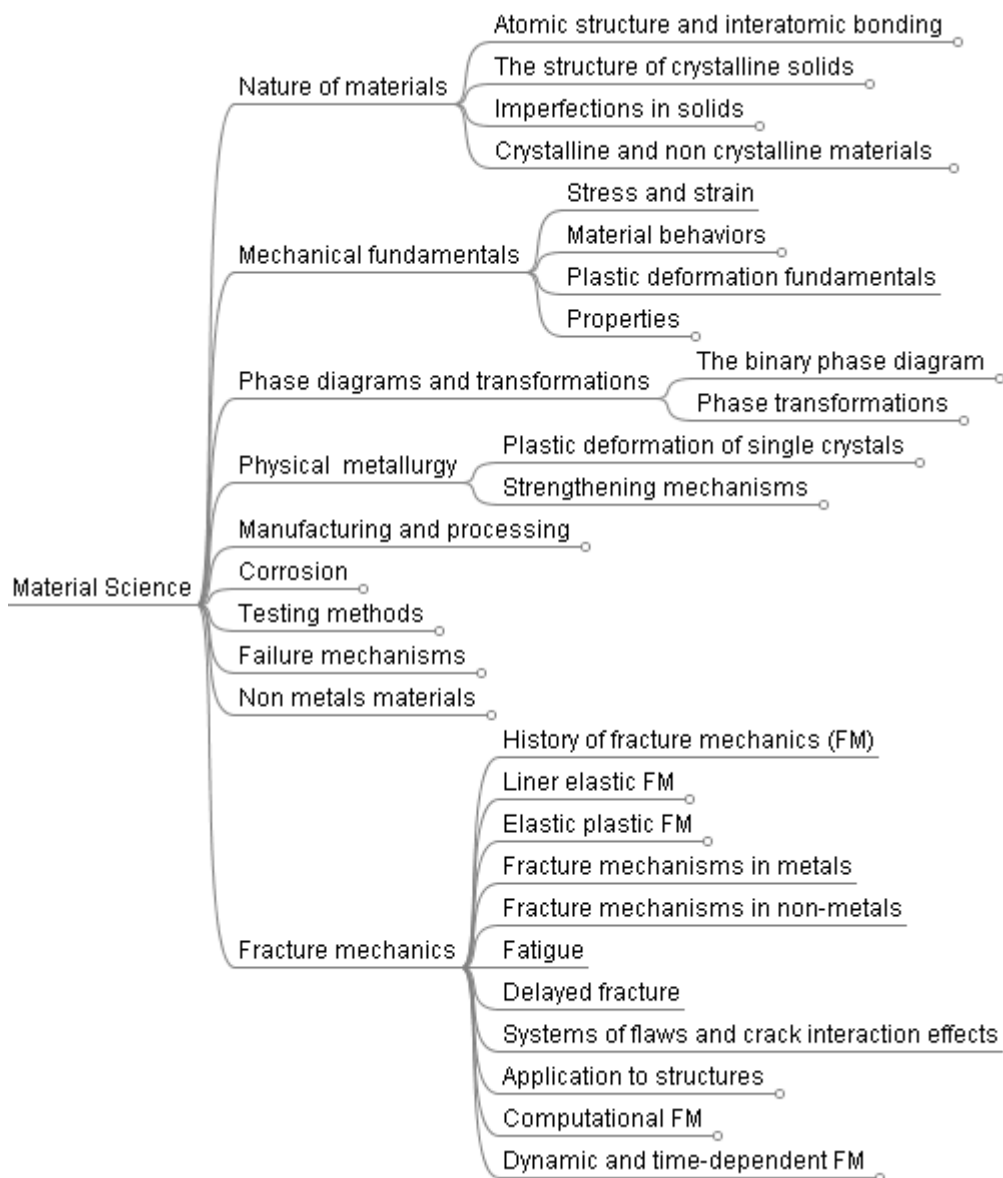 Material Science
Nature of materials
Atomic structure and interatomic bonding
The structure of crystalline solids
Imperfections in solids
Crystalline and non crystalline materials
Mechanical fundamentals
Stress and strain
Material behaviors
Plastic deformation fundamentals
Properties
Phase diagrams and transformations
The binary phase diagram
Phase transformations
Physical  metallurgy
Plastic deformation of single crystals
Strengthening mechanisms
Manufacturing and processing
Corrosion
Testing methods
Failure mechanisms
Non metals materials
Fracture mechanics
History of fracture mechanics (FM)
Liner elastic FM
Elastic plastic FM
Fracture mechanisms in metals
Fracture mechanisms in non-metals
Fatigue
Delayed fracture
Systems of flaws and crack interaction effects
Application to structures
Computational FM
Dynamic and time-dependent FM